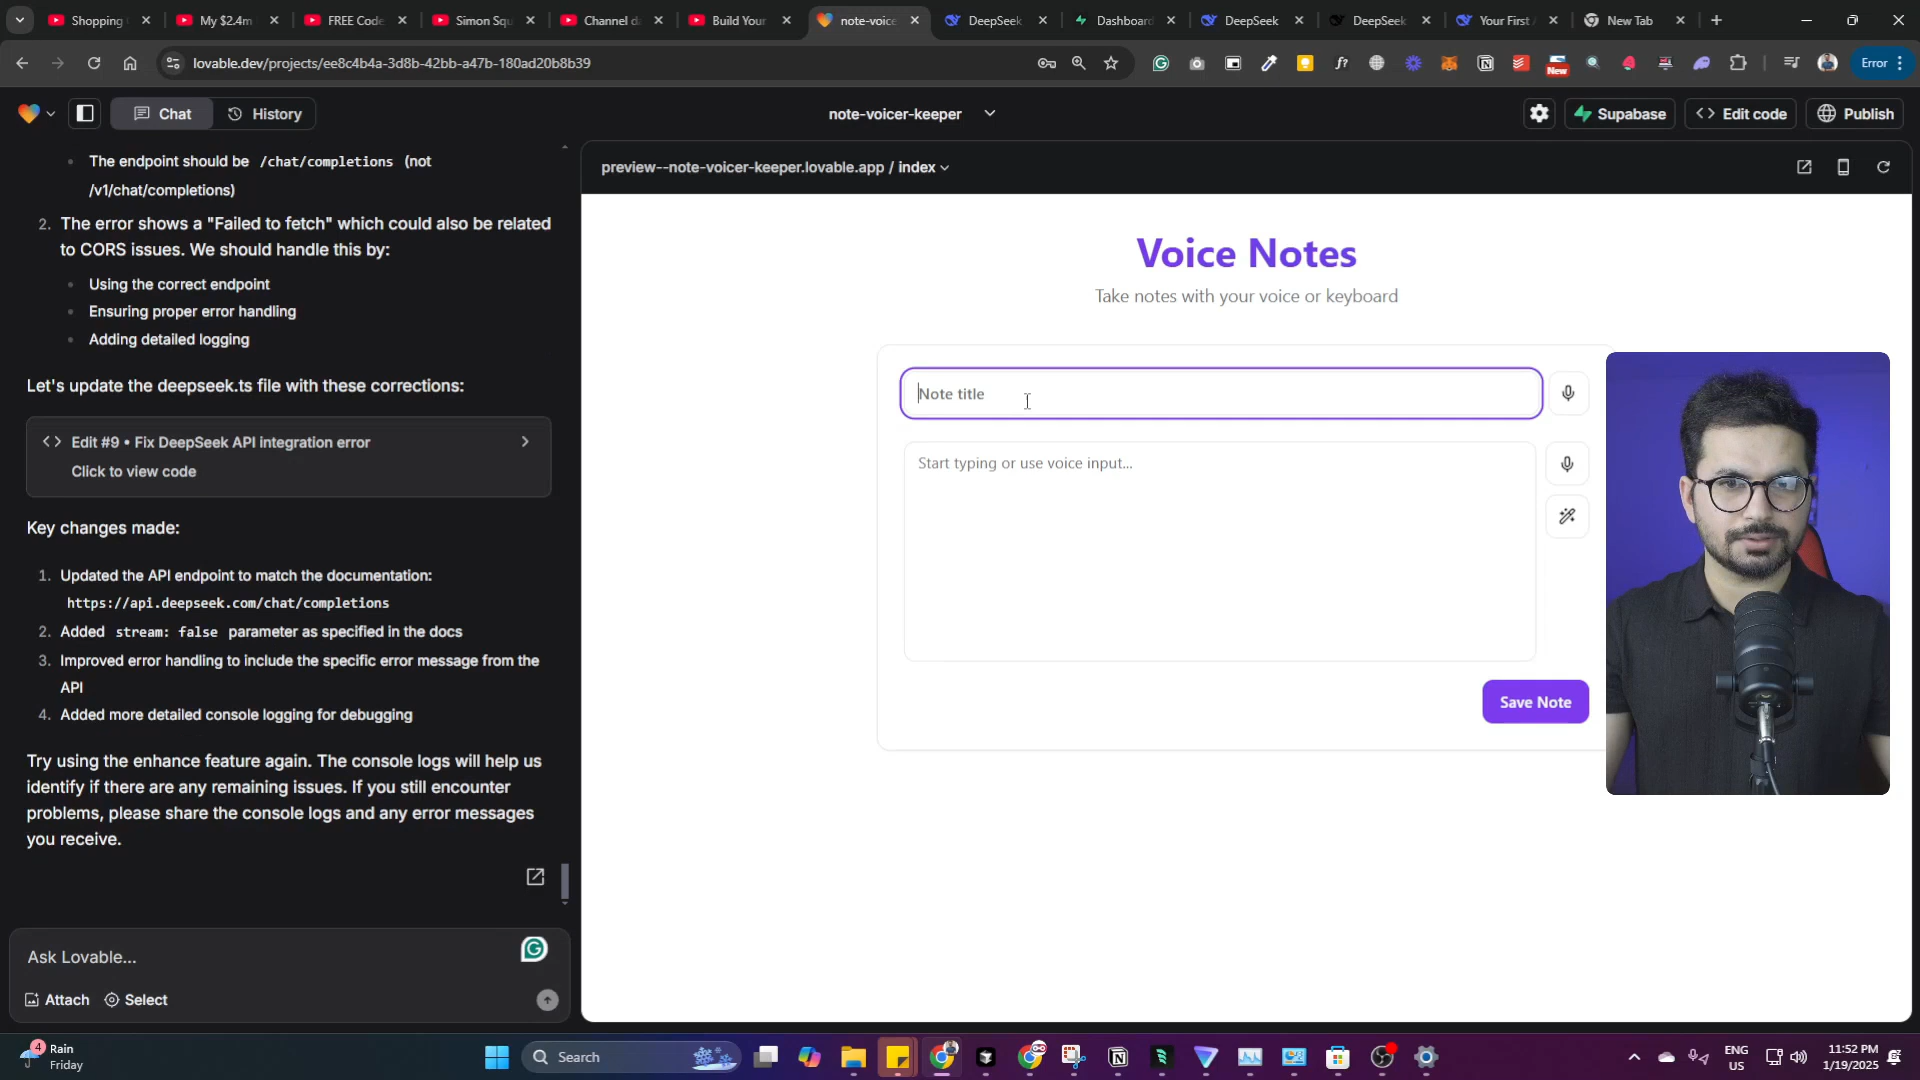 Shopping
My $2.4m
FREE Code
Simon Squ
Channel da
Build Your
note-voice
DeepSeek
Dashboard
DeepSeek
DeepSeek
Your First
New Tab
lovable.dev/projects/ee8c4b4a-3d8b-42bb-a47b-180ad20b8b39
New
Error
Chat
History
note-voicer-keeper
Supabase
Edit code
Publish
preview--note-voicer-keeper.lovable.app / index
The endpoint should be /chat/completions (not
/v1/chat/completions)
2. The error shows a "Failed to fetch" which could also be related
to CORS issues. We should handle this by:
Using the correct endpoint
Ensuring proper error handling
Adding detailed logging
Let's update the deepseek.ts file with these corrections:
Edit #9 • Fix DeepSeek API integration error
Click to view code
Key changes made:
1. Updated the API endpoint to match the documentation:
https://api.deepseek.com/chat/completions
2. Added stream: false parameter as specified in the docs
3. Improved error handling to include the specific error message from the
API
4. Added more detailed console logging for debugging
Try using the enhance feature again. The console logs will help us
identify if there are any remaining issues. If you still encounter
problems, please share the console logs and any error messages
you receive.
Ask Lovable...
Attach
Select
Voice Notes
Take notes with your voice or keyboard
Note title
Start typing or use voice input...
Save Note
4
Rain
Friday
Search
ENG
US
11:52 PM
1/19/2025